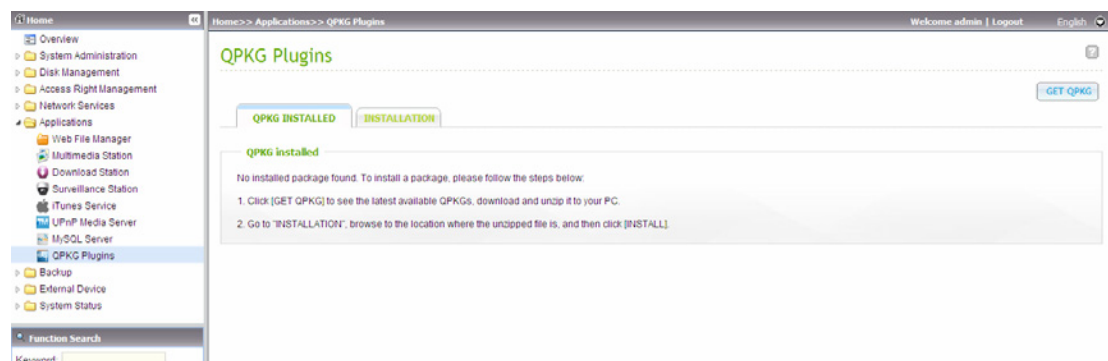 Home
Home>> Applications>> QPKG Plugins
Welcome admin | Logout
English
Overview
System Administration
Disk Management
Access Right Management
Network Services
Applications
Web File Manager
Multimedia Station
Download Station
Surveillance Station
iTunes Service
UPnP Media Server
MySQL Server
QPKG Plugins
Backup
External Device
System Status
Function Search
Keyword:
QPKG Plugins
GET QPKG
QPKG INSTALLED
INSTALLATION
QPKG installed
No installed package found. To install a package, please follow the steps below:
1. Click [GET QPKG] to see the latest available QPKGs, download and unzip it to your PC.
2. Go to "INSTALLATION", browse to the location where the unzipped file is, and then click [INSTALL].